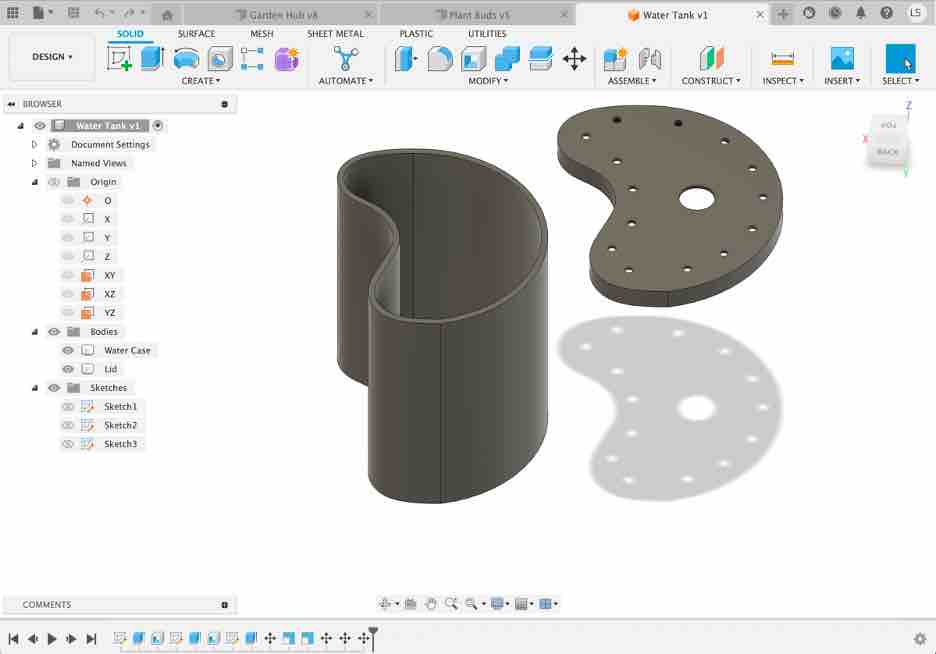 Garden Hub v8
Plant Buds v5
Water Tank v1
LS
SOLID SURFACE MESH SHEET METAL PLASTIC UTILITIES
DESIGN
CREATE AUTOMATE MODIFY ASSEMBLE CONSTRUCT INSPECT INSERT SELECT
BROWSER
Water Tank v1
Document Settings
Named Views
Origin
O
X
Y
Z
XY
XZ
YZ
Bodies
Water Case
Lid
Sketches
Sketch1
Sketch2
Sketch3
Z
X
BACK
Y
COMMENTS